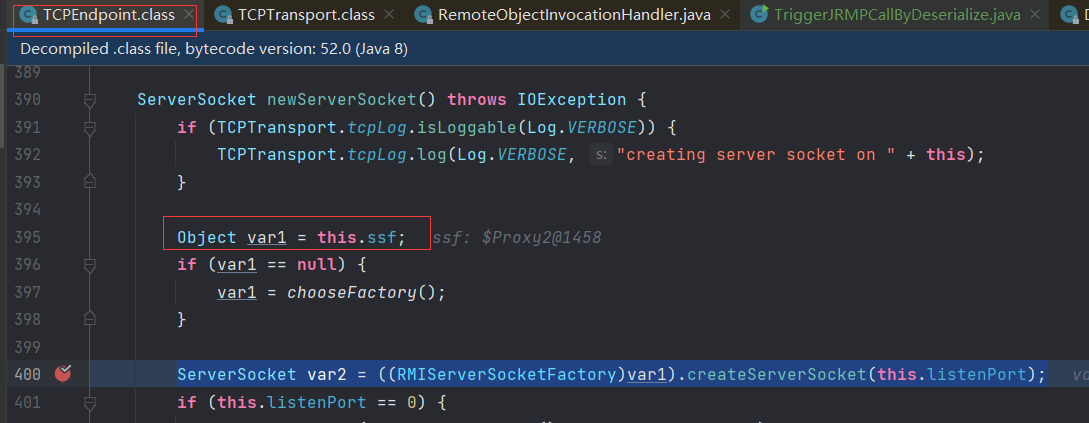 TCPEndpoint.class
TCPTransport.class
RemoteObjectInvocationHandler.java
TriggerJRMPCallByDeserialize.java
Decompiled .class file, bytecode version: 52.0 (Java 8)
389
390 ServerSocket newServerSocket() throws IOException {
391 if (TCPTransport.tcpLog.isLoggable(Log.VERBOSE)) {
392 TCPTransport.tcpLog.log(Log.VERBOSE, s: "creating server socket on " + this);
393 }
394
395 Object var1 = this.ssf; ssf: $Proxy2@1458
396 if (var1 == null) {
397 var1 = chooseFactory();
398 }
399
400 ServerSocket var2 = ((RMIServerSocketFactory)var1).createServerSocket(this.listenPort);
401 if (this.listenPort == 0) {